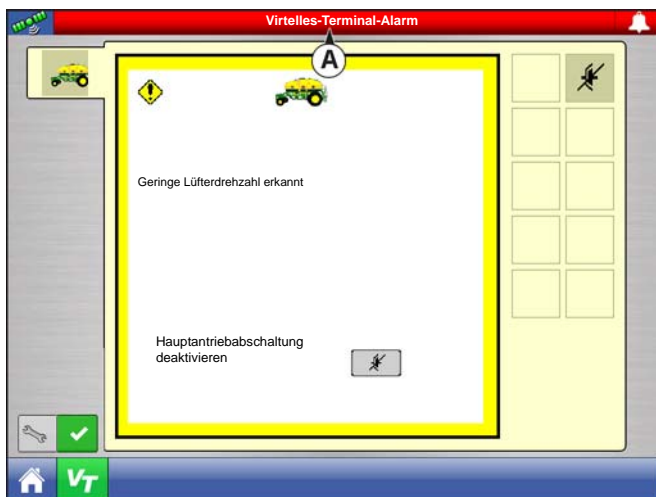 Virtelles-Terminal-Alarm
A
Geringe Lüfterdrehzahl erkannt
Hauptantriebabschaltung
deaktivieren
VT